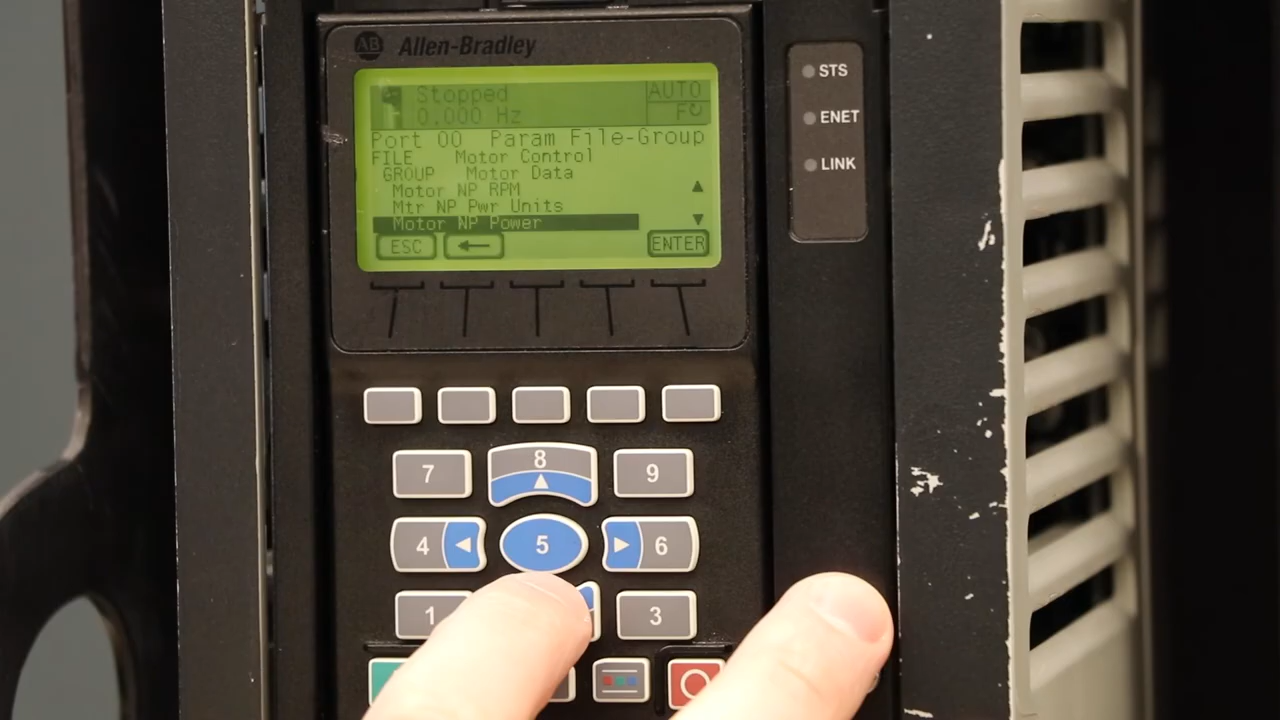 AB Allen-Bradley
Stopped
AUTO
0.000 Hz
F
Port 00 Param File-Group
FILE Motor Control
GROUP Motor Data
Motor NP RPM
Mtr NP Pwr Units
Motor NP Power
ESC
ENTER
STS
ENET
LINK
7
8
9
4
5
6
1
3